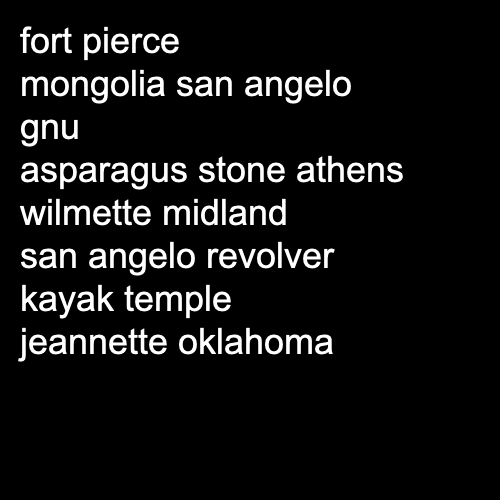 fort pierce
mongolia san angelo
gnu
asparagus stone athens
wilmette midland
san angelo revolver
kayak temple
jeannette oklahoma